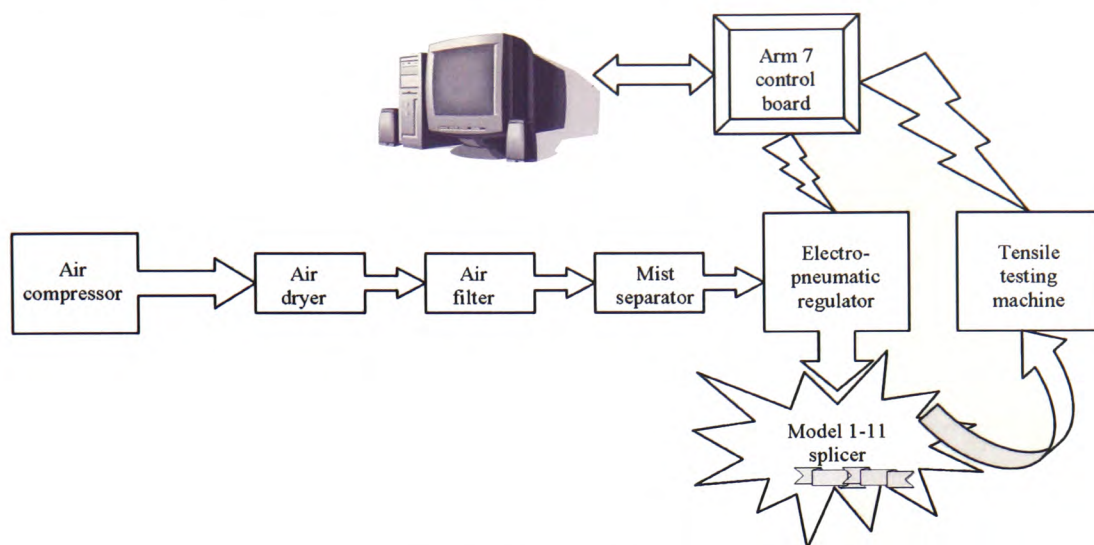 Arm 7
control
board
Air
compressor
Air
dryer
Air
filter
Mist
separator
Electro-
pneumatic
regulator
Tensile
testing
machine
Model 1-11
splicer